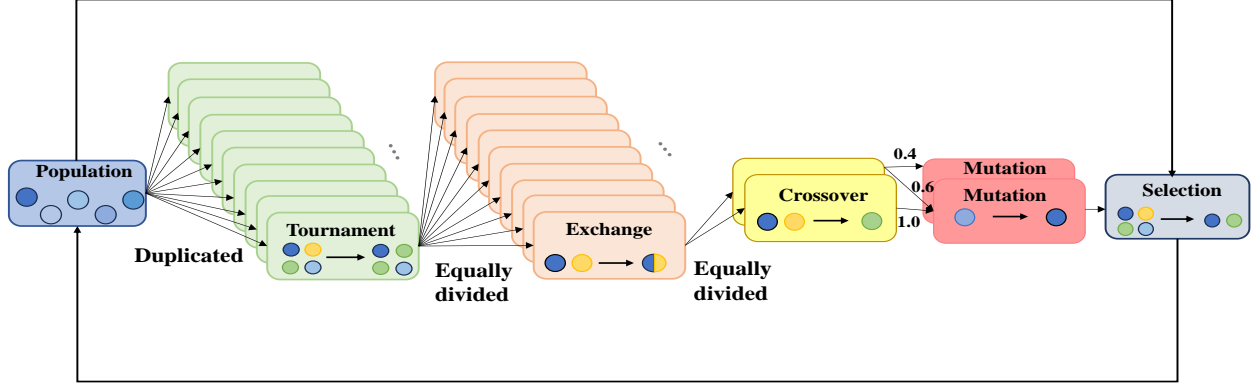 Population
Duplicated
Tournament
Equally
divided
Exchange
Equally
divided
Crossover
0.4
0.6
1.0
Mutation
Mutation
Selection